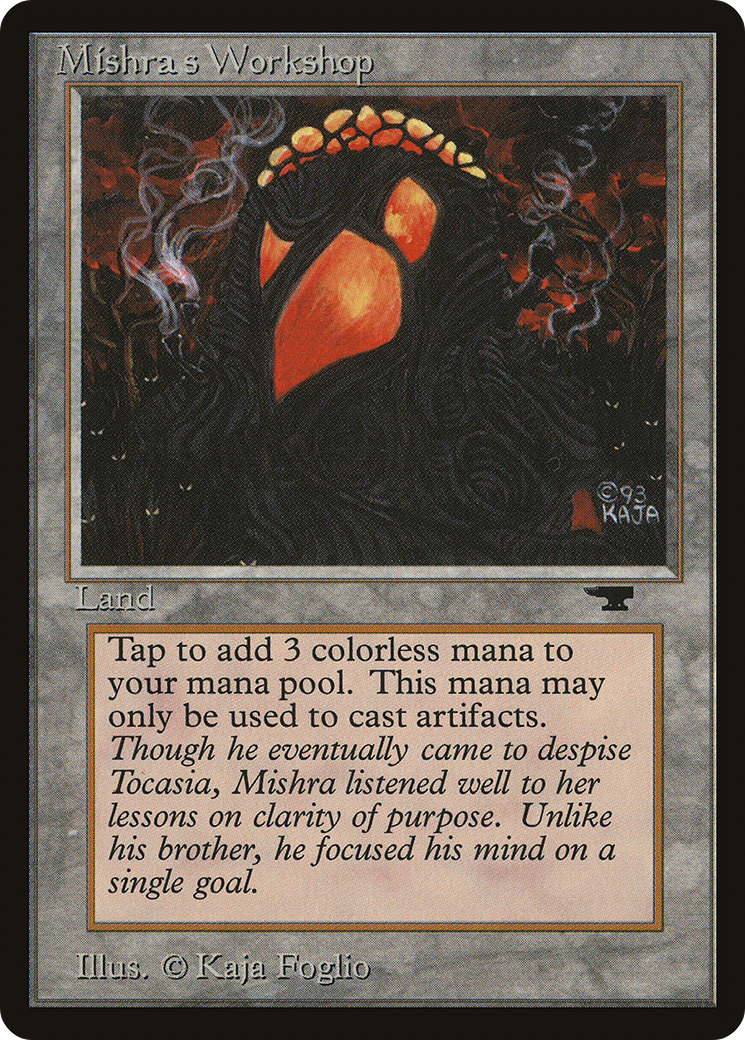 Mishra's Workshop
©93
KAJA
Land
Tap to add 3 colorless mana to
your mana pool.  This mana may
only be used to cast artifacts.
Though he eventually came to despise
Tocasia, Mishra listened well to her
lessons on clarity of purpose.  Unlike
his brother, he focused his mind on a
single goal.
Illus. © Kaja Foglio